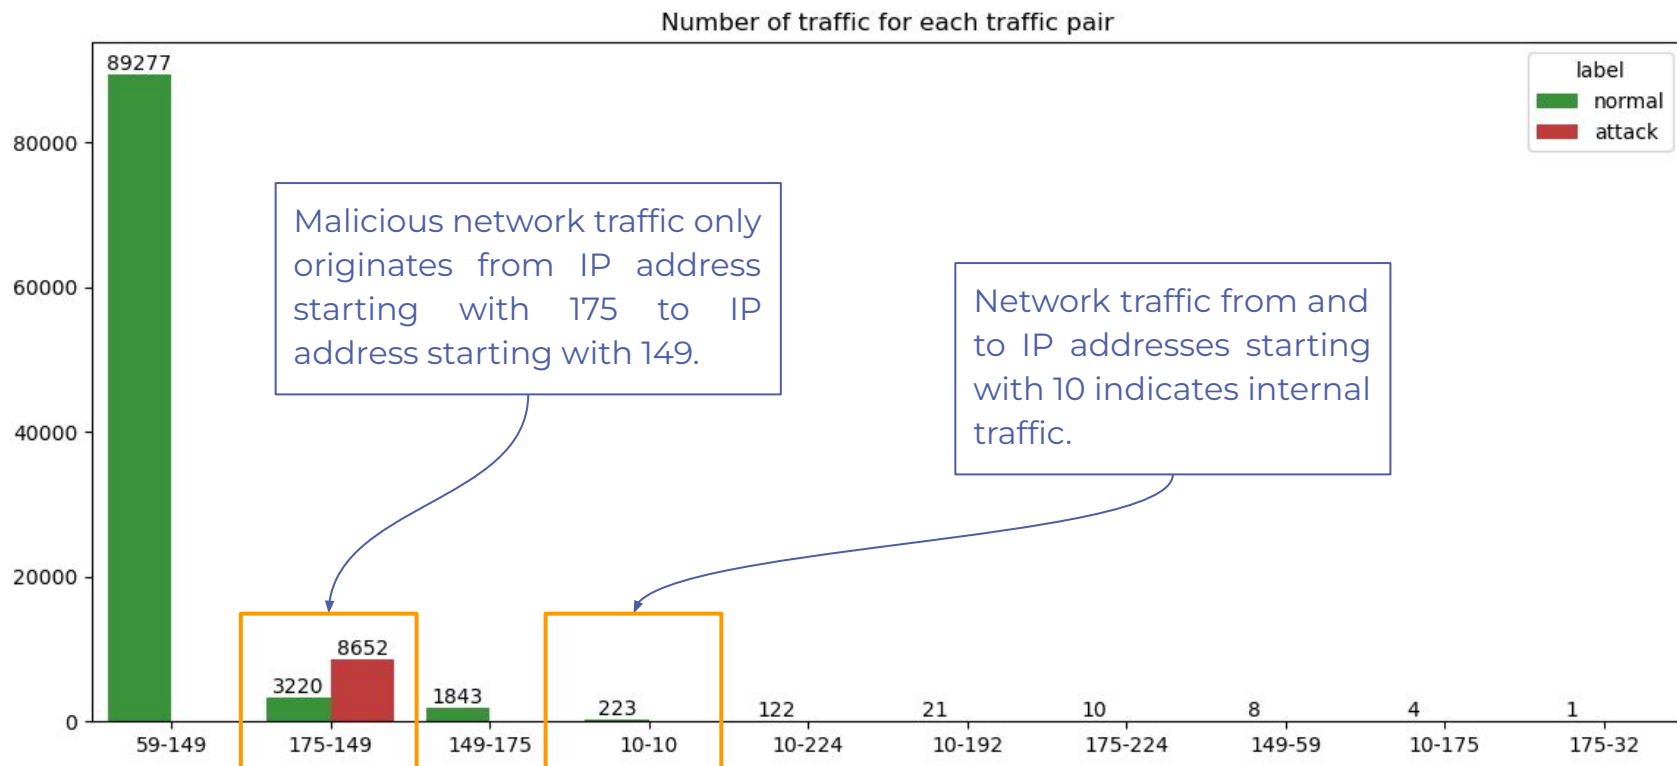 Number of traffic for each traffic pair
89277
label
normal
attack
80000
60000
40000
20000
0
Malicious network traffic only
originates from IP address
starting with 175 to IP
address starting with 149.
Network traffic from and
to IP addresses starting
with 10 indicates internal
traffic.
3220
8652
1843
223
122
21
10
8
4
1
59-149
175-149
149-175
10-10
10-224
10-192
175-224
149-59
10-175
175-32